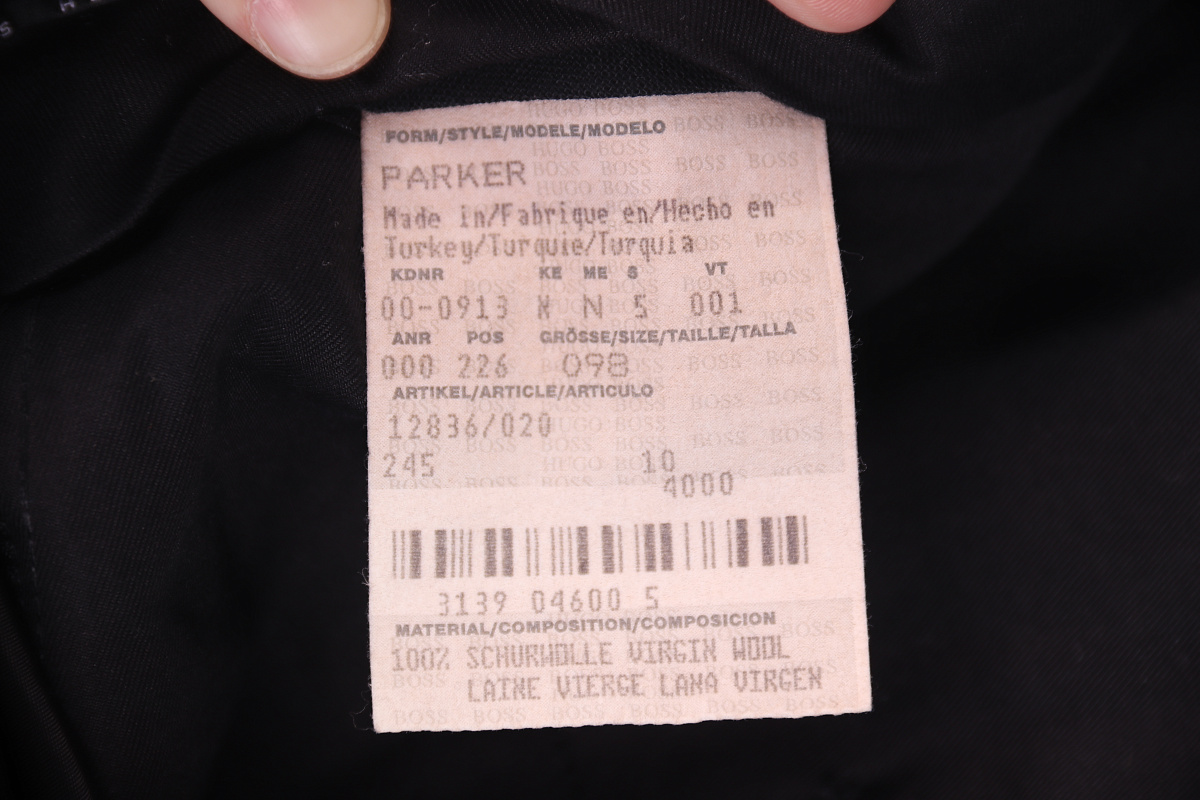 FORM/STYLE/MODELE/MODELO
PARKER
Made in/Fabrique en/Hecho en
Turkey/Turquie/Turquia
KDNR KE ME S VT
00-0913 N 5 001
ANR POS GRÖSSE/SIZE/TAILLE/TALLA
000 226 098
ARTIKEL/ARTICLE/ARTICULO
12836/020
245 10
4000
3139 04600 5
MATERIAL/COMPOSITION/COMPOSICION
100% SCHURWOLLE VIRGIN WOOL
LAINE VIERGE LANA VIRGEN
HUGO BOSS